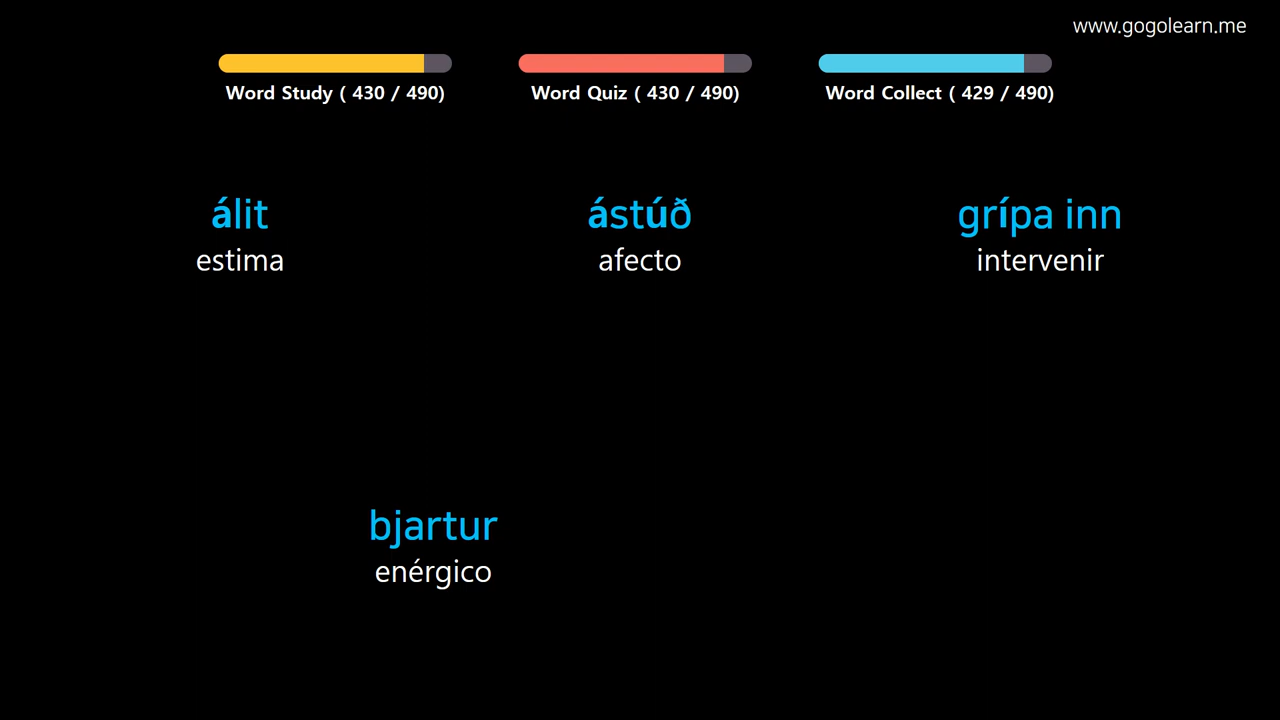 www.gogolearn.me
Word Study ( 430 / 490)
Word Quiz ( 430 / 490)
Word Collect ( 429 / 490)
álit
estima
ástúð
afecto
grípa inn
intervenir
bjartur
enérgico